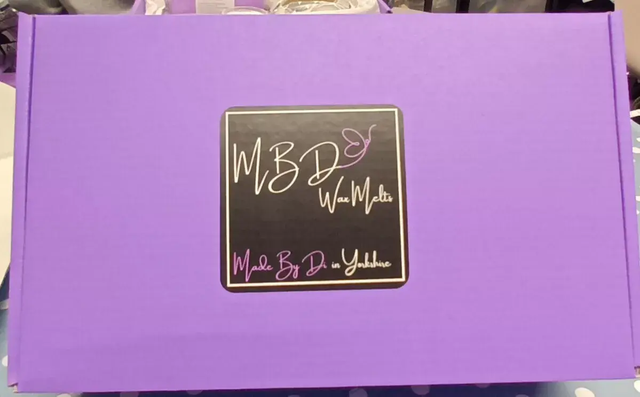 MBD
Wax Melts
Made By Di in Yorkshire